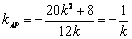 k_{AP} = -\frac{20k^2+8}{12k} = -\frac{1}{k}